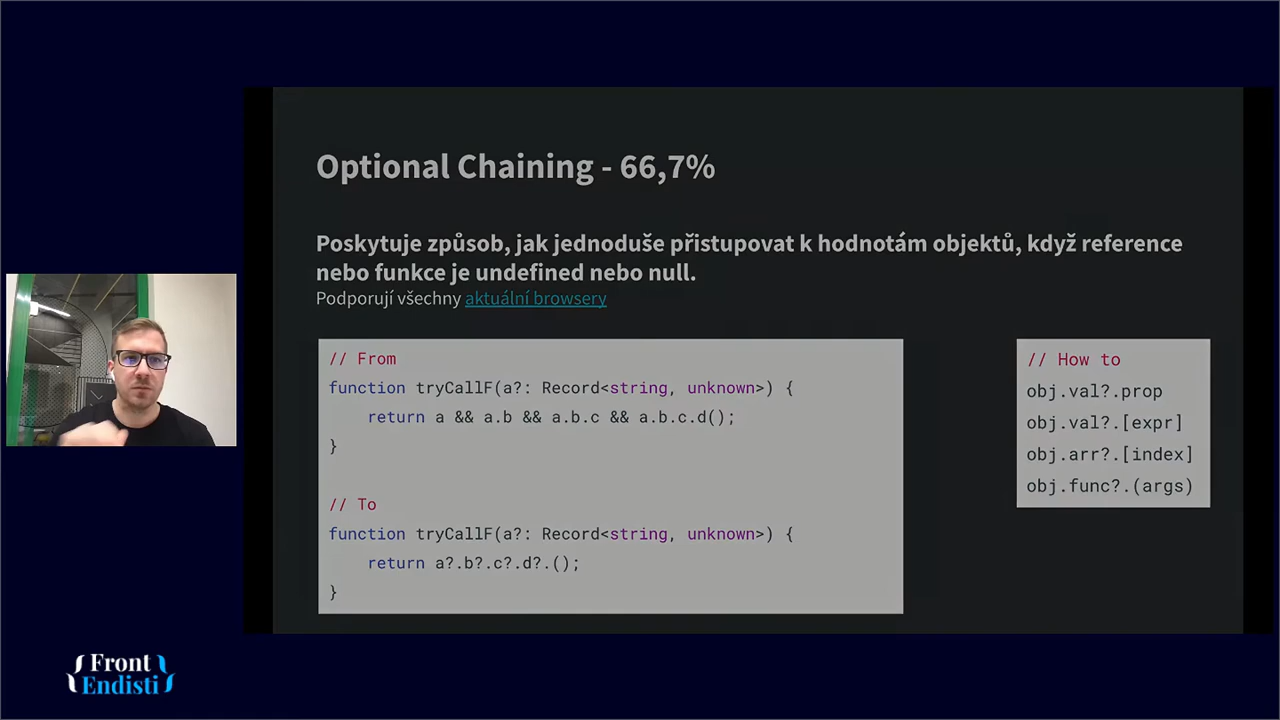 Optional Chaining - 66,7%
Poskytuje způsob, jak jednoduše přistupovat k hodnotám objektů, když reference
nebo funkce je undefined nebo null.
Podporují všechny aktuální browsery
// From
function tryCallF(a?: Record<string, unknown>) {
    return a && a.b && a.b.c && a.b.c.d();
}
// To
function tryCallF(a?: Record<string, unknown>) {
    return a?.b?.c?.d?.();
}
// How to
obj.val?.prop
obj.val?.[expr]
obj.arr?.[index]
obj.func?.(args)
{Front}
{Endisti}